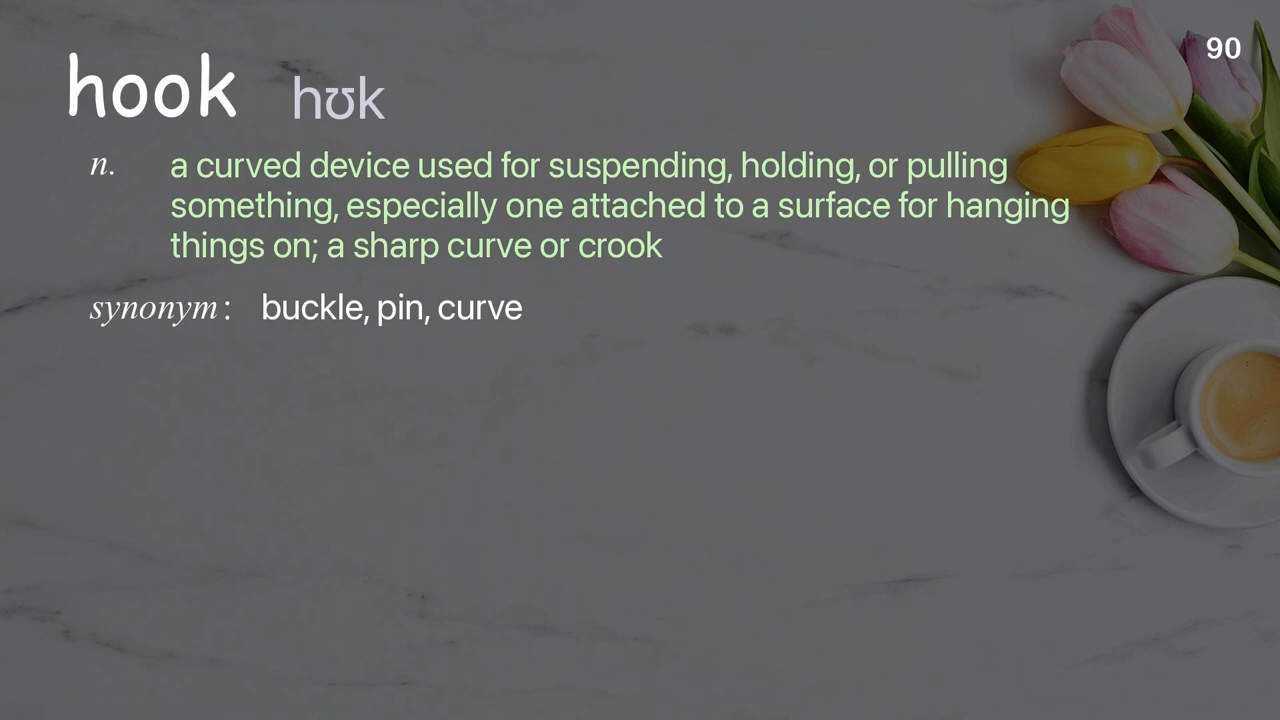 90
hook hʊk
n. a curved device used for suspending, holding, or pulling
something, especially one attached to a surface for hanging
things on; a sharp curve or crook
synonym : buckle, pin, curve